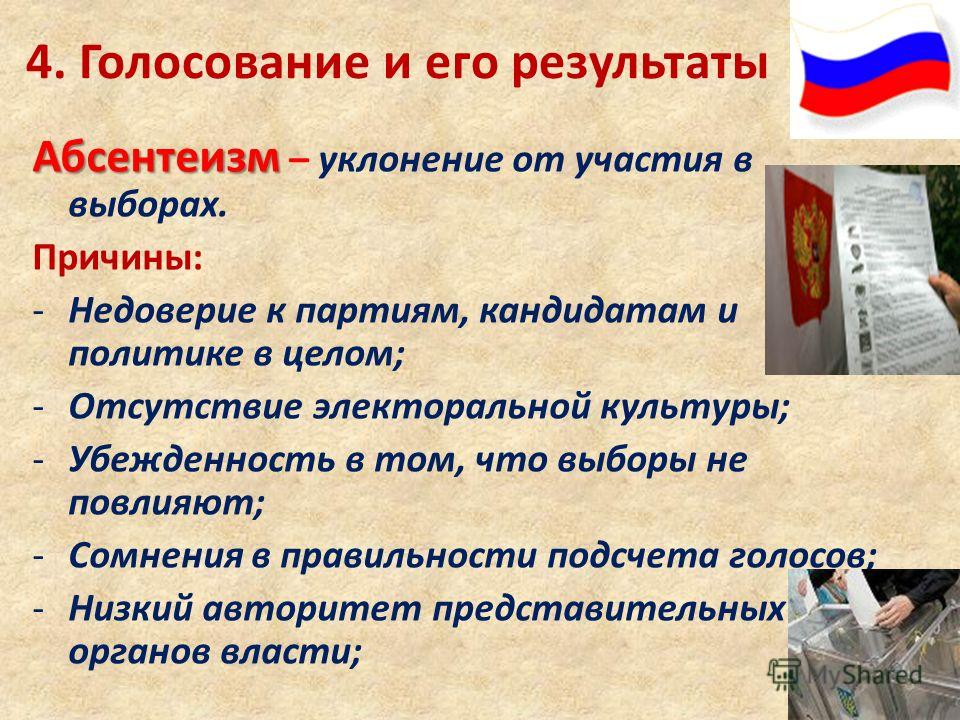 4. Голосование и его результаты
Абсентеизм – уклонение от участия в
выборах.
Причины:
- Недоверие к партиям, кандидатам и
политике в целом;
- Отсутствие электоральной культуры;
- Убежденность в том, что выборы не
повлияют;
- Сомнения в правильности подсчета голосов;
- Низкий авторитет представительных
органов власти;
MyShared